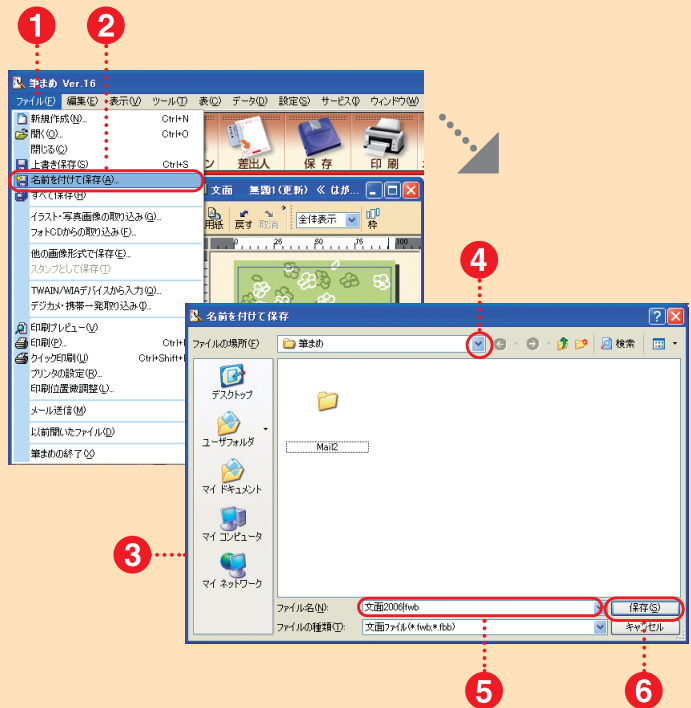 1
2
筆まめ Ver.16
ファイル(F) 編集(E) 表示(V) ツール(T) 表(C) データ(D) 設定(S) サービス(I) ウィンドウ(W)
新規作成(N)... Ctrl+N
開く(O)... Ctrl+O
閉じる(C)
上書き保存(S) Ctrl+S
名前を付けて保存(A)...
すべて保存(H)
イラスト・写真画像の取り込み(G)...
フォトCDからの取り込み(F)...
他の画像形式で保存(E)...
スタンプとして保存(T)
TWAIN/WIAデバイスから入力(Q)...
デジカメ・携帯一発取り込み(I)...
印刷プレビュー(V)
印刷(P)... Ctrl+
クイック印刷(U) Ctrl+Shift+
プリンタの設定(R)...
印刷位置微調整(L)...
メール送信(M)
以前開いたファイル(D)
筆まめの終了(X)
ン 差出人 保存 印刷
文面 無題1(更新) ≪ はが...
用紙 戻す 取消 全体表示 枠
0 25 50 75 100
4
名前を付けて保存
ファイルの場所(F) 筆まめ 検索
デスクトップ
ユーザフォルダ
マイ ドキュメント
マイ コンピュータ
マイ ネットワーク
Mail2
3
ファイル名(N): 文面2006.fwb 保存(S)
ファイルの種類(T): 文面ファイル(*.fwb;*.fbb) キャンセル
5
6